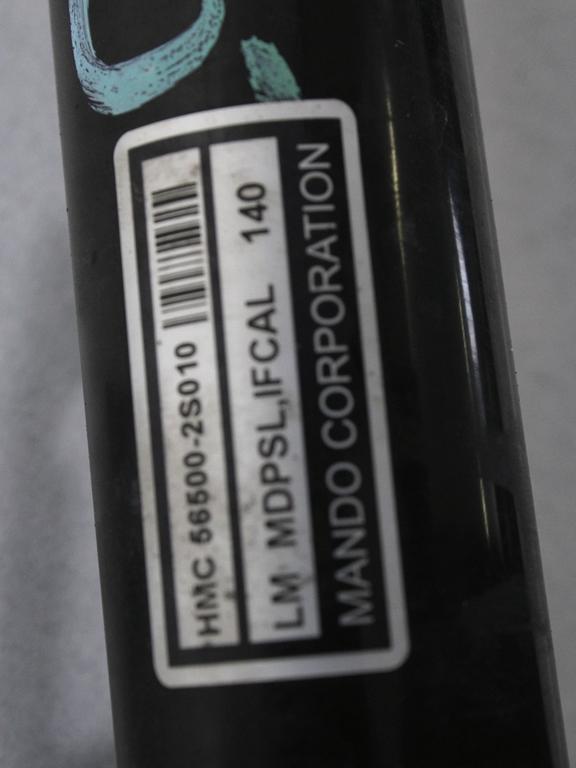 HMC 56500-2S010
LM MDPSL,IFCAL 140
MANDO CORPORATION